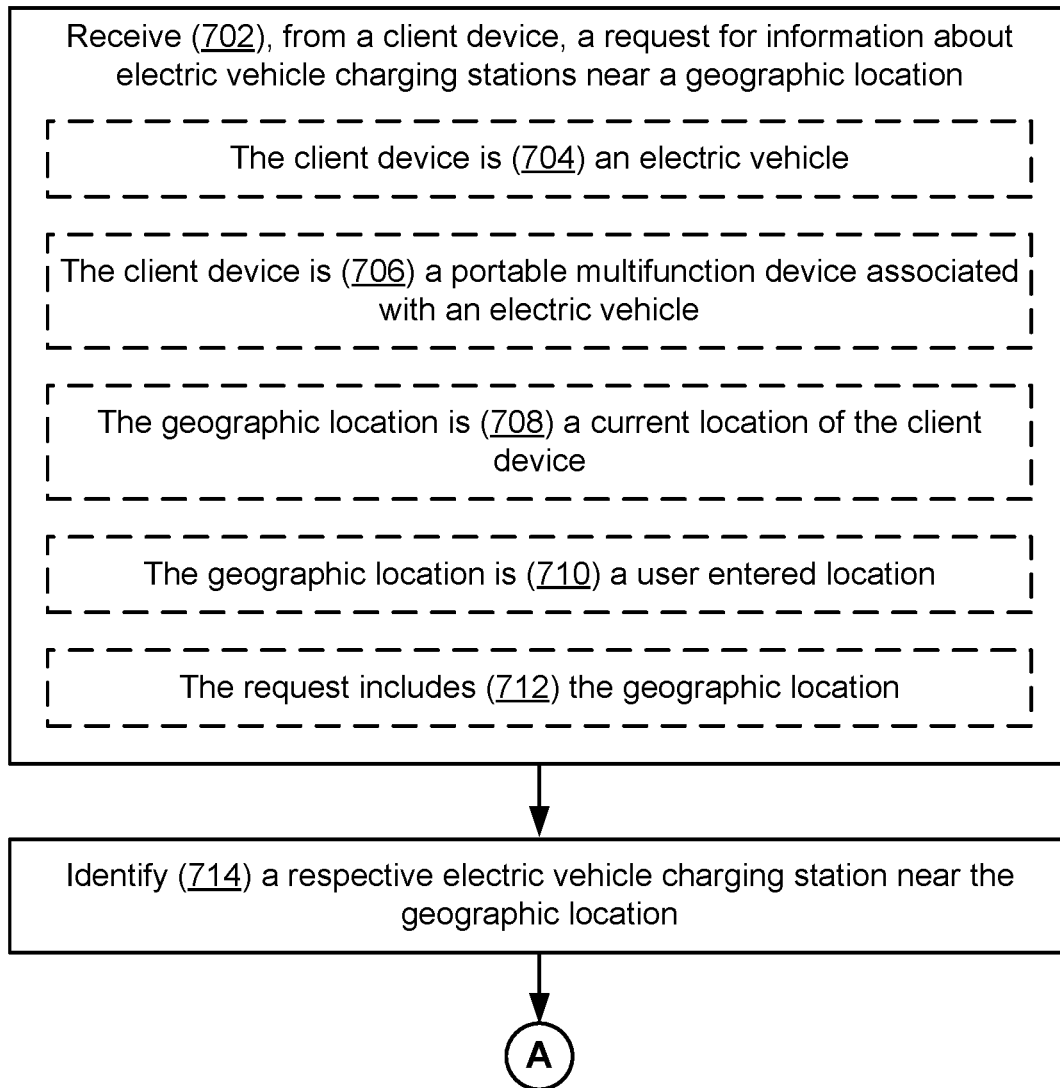 Receive (702), from a client device, a request for information about
electric vehicle charging stations near a geographic location
The client device is (704) an electric vehicle
The client device is (706) a portable multifunction device associated
with an electric vehicle
The geographic location is (708) a current location of the client
device
The geographic location is (710) a user entered location
The request includes (712) the geographic location
Identify (714) a respective electric vehicle charging station near the
geographic location
A